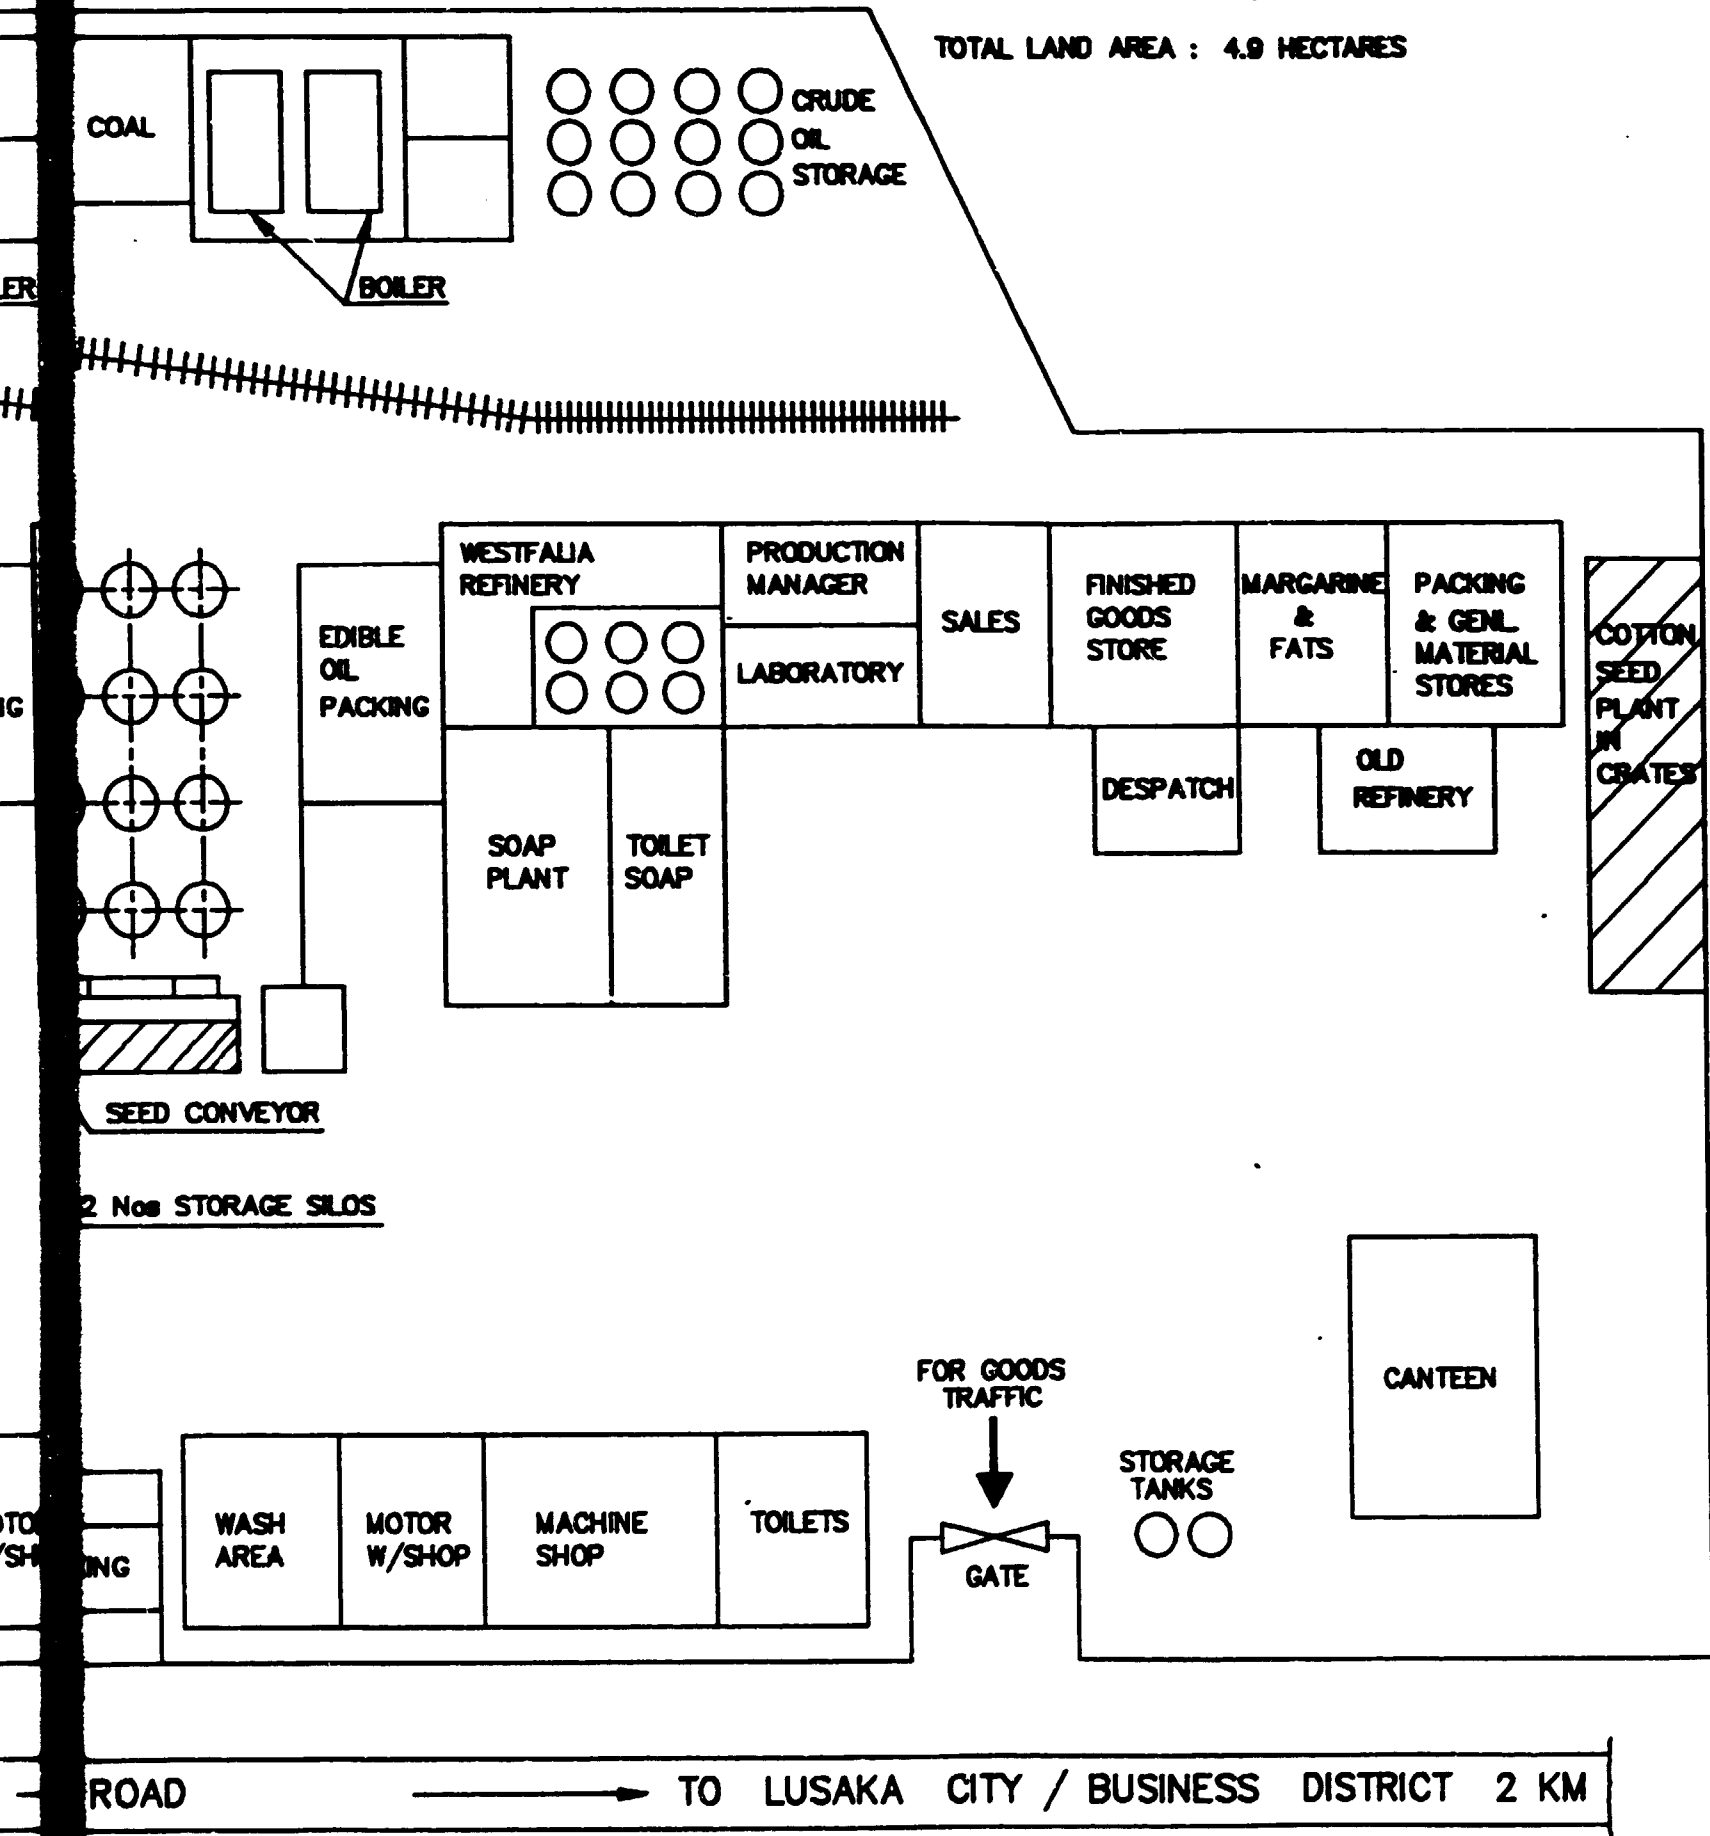 TOTAL LAND AREA : 4.9 HECTARES
COAL
CRUDE
OIL
STORAGE
BOILER
WESTFALIA
REFINERY
PRODUCTION
MANAGER
LABORATORY
SALES
FINISHED
GOODS
STORE
MARGARINE
&
FATS
PACKING
& GENL
MATERIAL
STORES
COTTON
SEED
PLANT
IN
CRATES
EDIBLE
OIL
PACKING
OLD
REFINERY
DESPATCH
SOAP
PLANT
TOILET
SOAP
SEED CONVEYOR
2 Nos STORAGE SILOS
FOR GOODS
TRAFFIC
CANTEEN
STORAGE
TANKS
GATE
WASH
AREA
MOTOR
W/SHOP
MACHINE
SHOP
TOILETS
ROAD
TO LUSAKA CITY / BUSINESS DISTRICT 2 KM